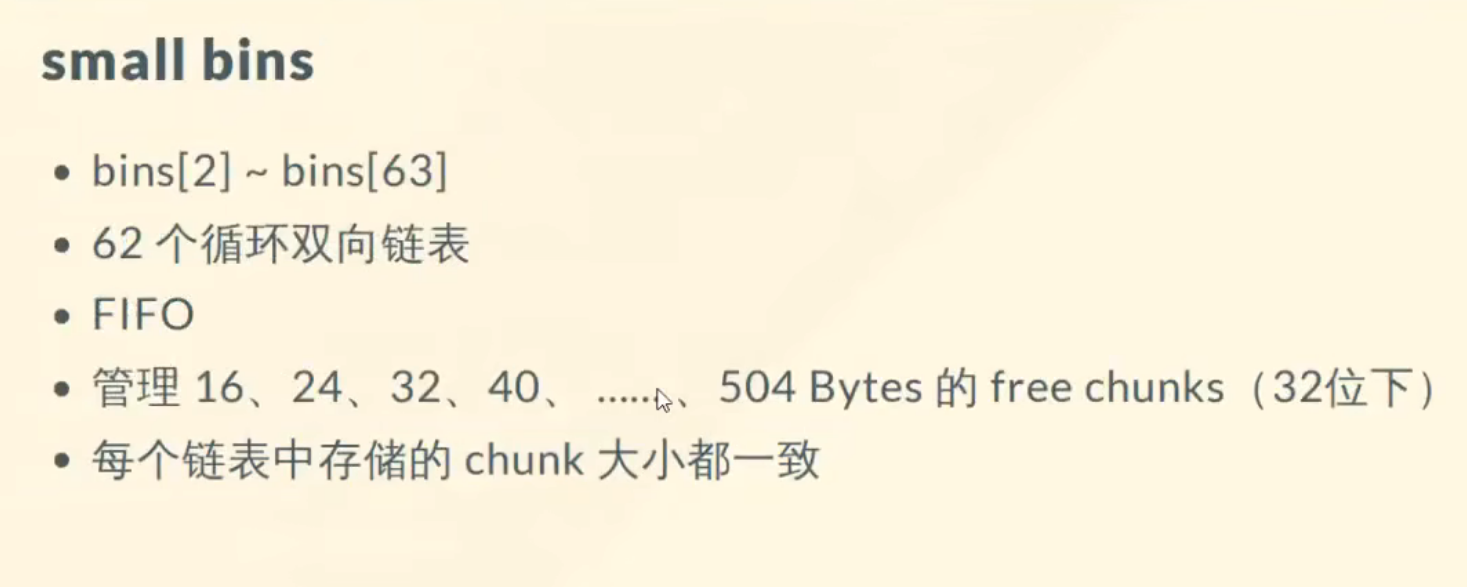 small bins
• bins[2] ~ bins[63]
• 62 个循环双向链表
• FIFO
• 管理 16、24、32、40、 ......、504 Bytes 的 free chunks（32位下）
• 每个链表中存储的 chunk 大小都一致